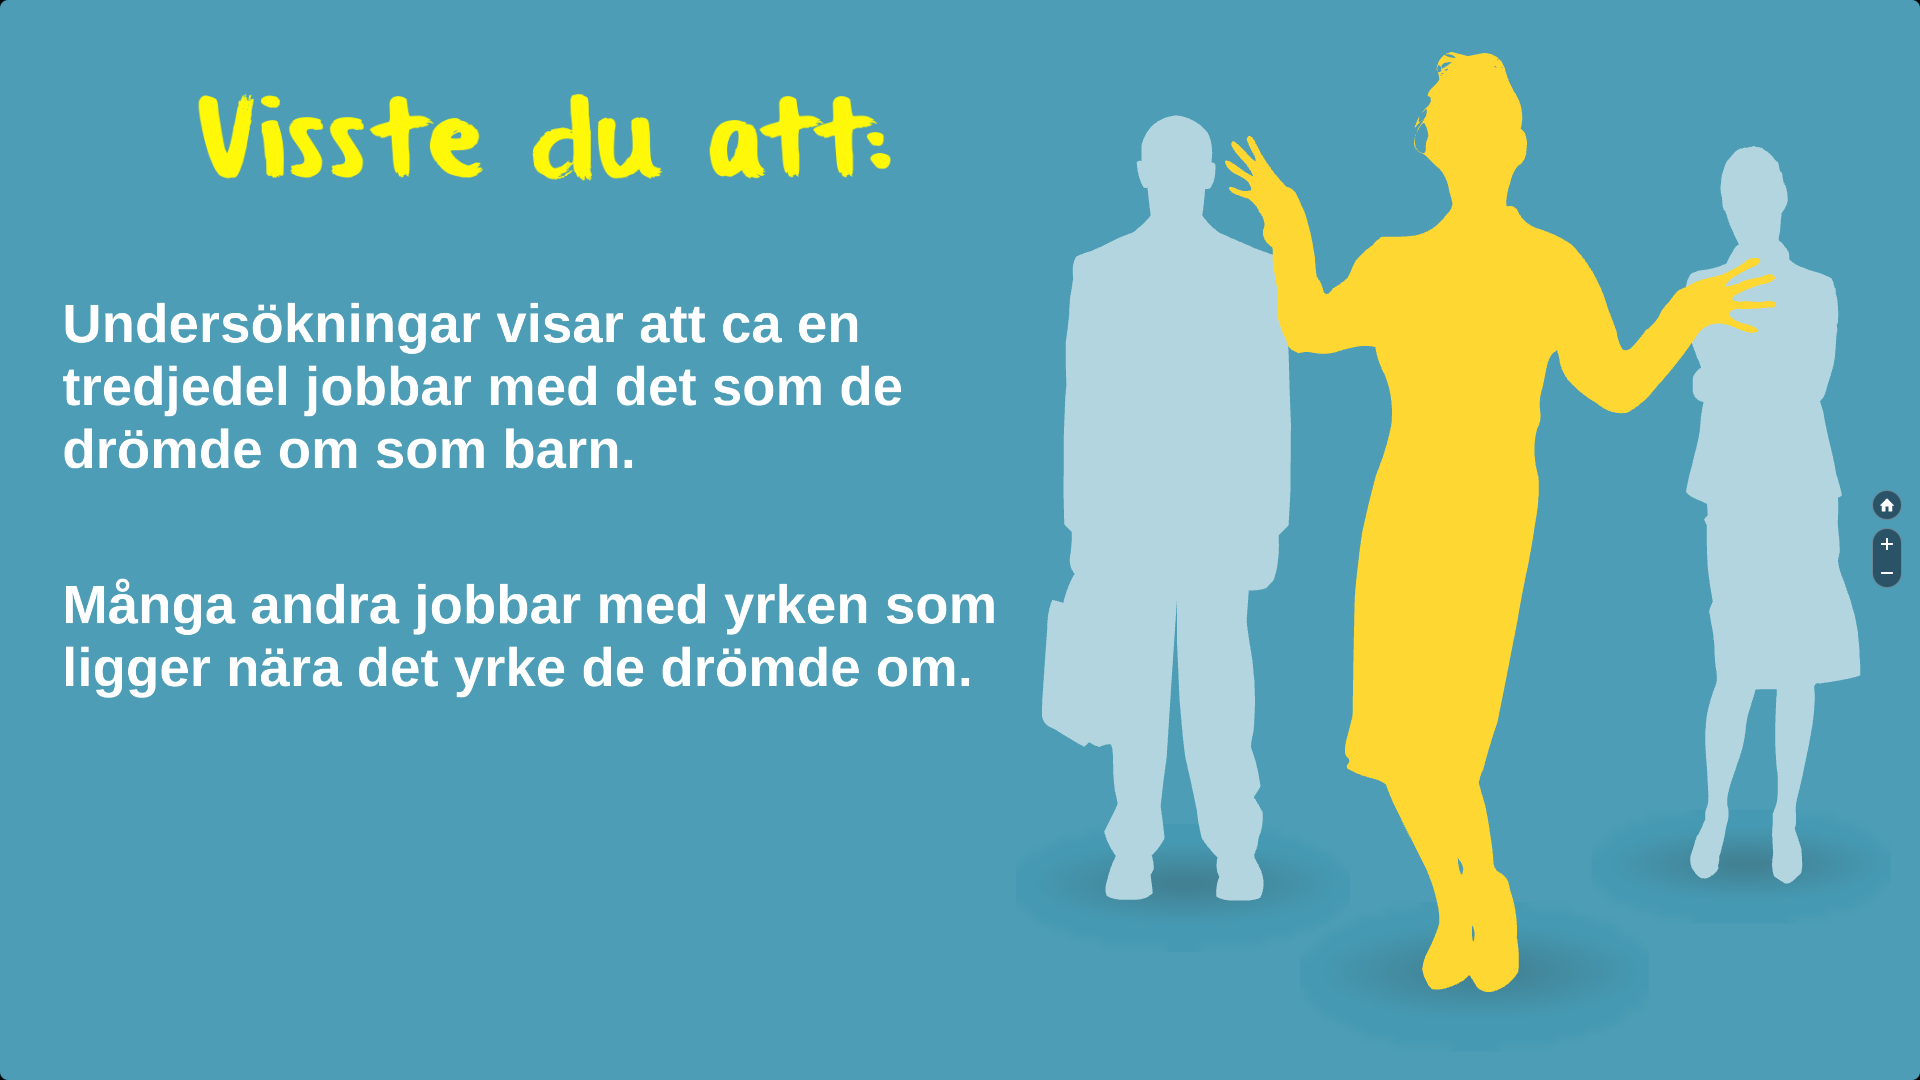 Visste du att:
Undersökningar visar att ca en
tredjedel jobbar med det som de
drömde om som barn.
Många andra jobbar med yrken som
ligger nära det yrke de drömde om.